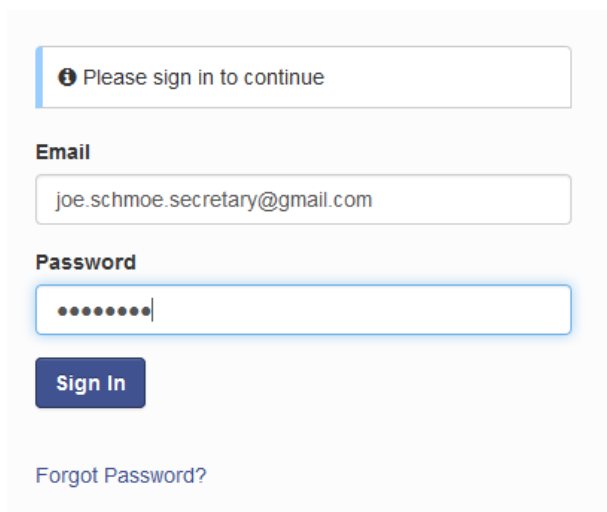 Please sign in to continue
Email
joe.schmoe.secretary@gmail.com
Password
••••••••
Sign In
Forgot Password?